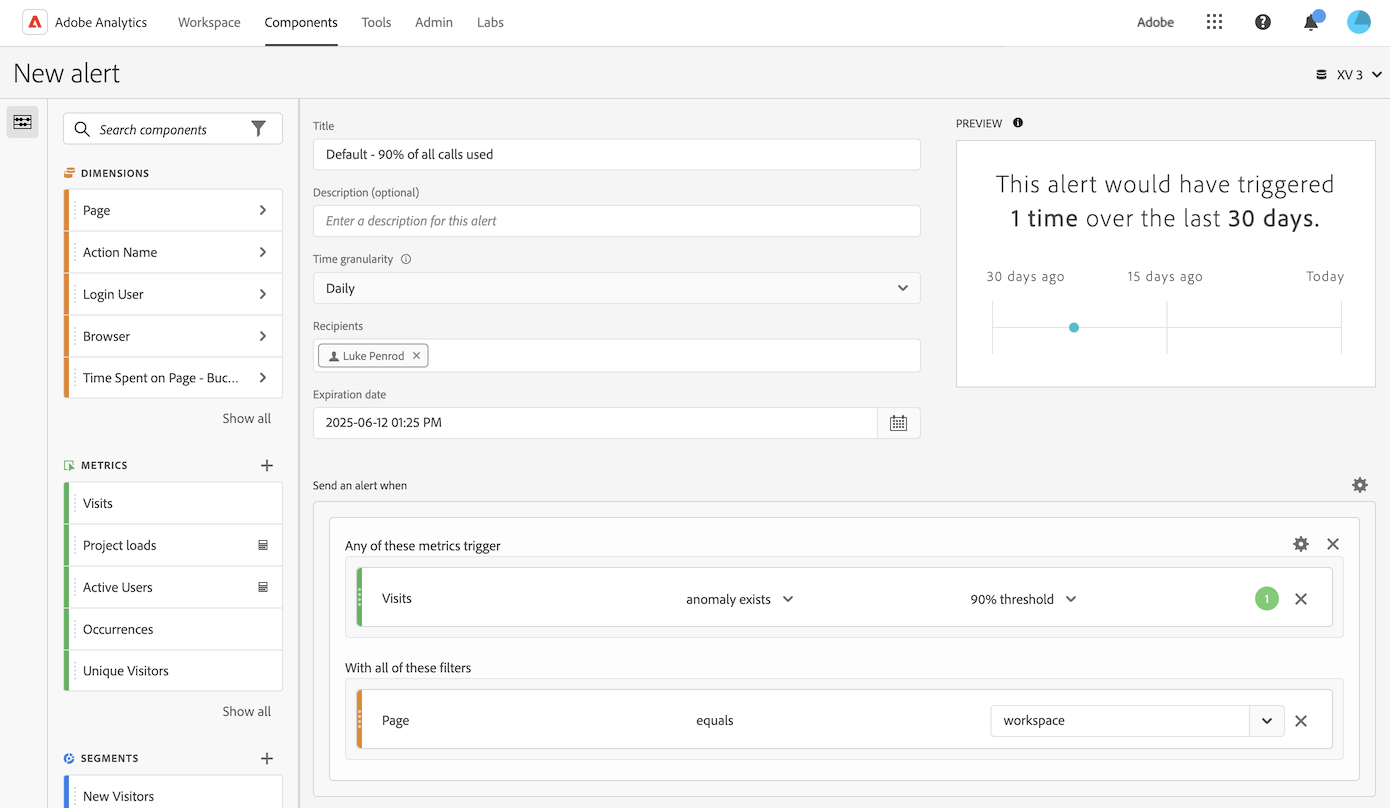 Adobe Analytics Workspace Components Tools Admin Labs Adobe
New alert XV 3
Search components
DIMENSIONS
Page
Action Name
Login User
Browser
Time Spent on Page - Buc...
Show all
METRICS
Visits
Project loads
Active Users
Occurrences
Unique Visitors
Show all
SEGMENTS
New Visitors
Title
Default - 90% of all calls used
Description (optional)
Enter a description for this alert
Time granularity
Daily
Recipients
Luke Penrod
Expiration date
2025-06-12 01:25 PM
PREVIEW
This alert would have triggered
1 time over the last 30 days.
30 days ago 15 days ago Today
Send an alert when
Any of these metrics trigger
Visits anomaly exists 90% threshold 1
With all of these filters
Page equals workspace